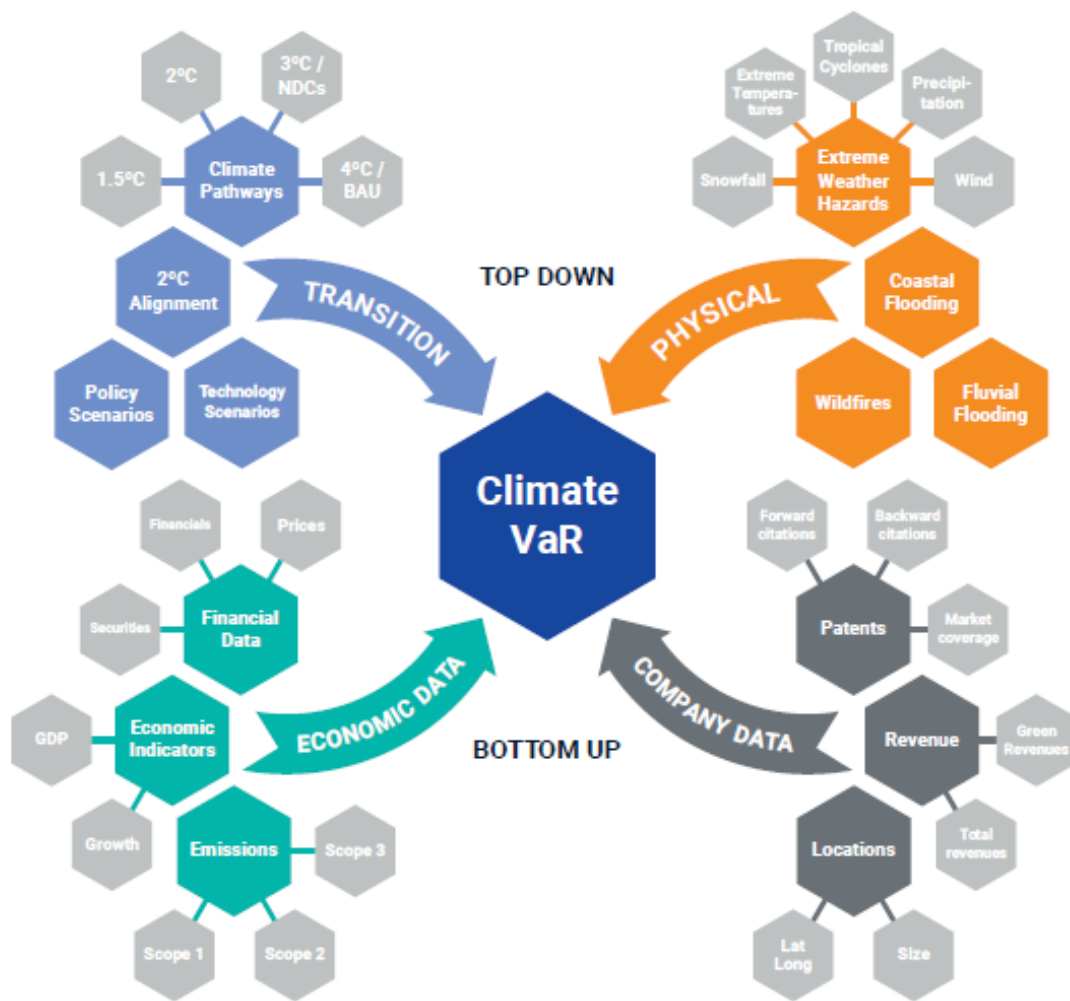 2ºC
3ºC /
NDCs
1.5ºC
Climate
Pathways
4ºC /
BAU
2ºC
Alignment
Policy
Scenarios
Technology
Scenarios
TRANSITION
TOP DOWN
Tropical
Cyclones
Extreme
Tempera-
tures
Precipi-
tation
Snowfall
Extreme
Weather
Hazards
Wind
PHYSICAL
Coastal
Flooding
Wildfires
Fluvial
Flooding
Climate
VaR
Financials
Prices
Securities
Financial
Data
GDP
Economic
Indicators
ECONOMIC DATA
Growth
Emissions
Scope 3
Scope 1
Scope 2
BOTTOM UP
Forward
citations
Backward
citations
Patents
Market
coverage
COMPANY DATA
Revenue
Green
Revenues
Locations
Total
revenues
Lat
Long
Size